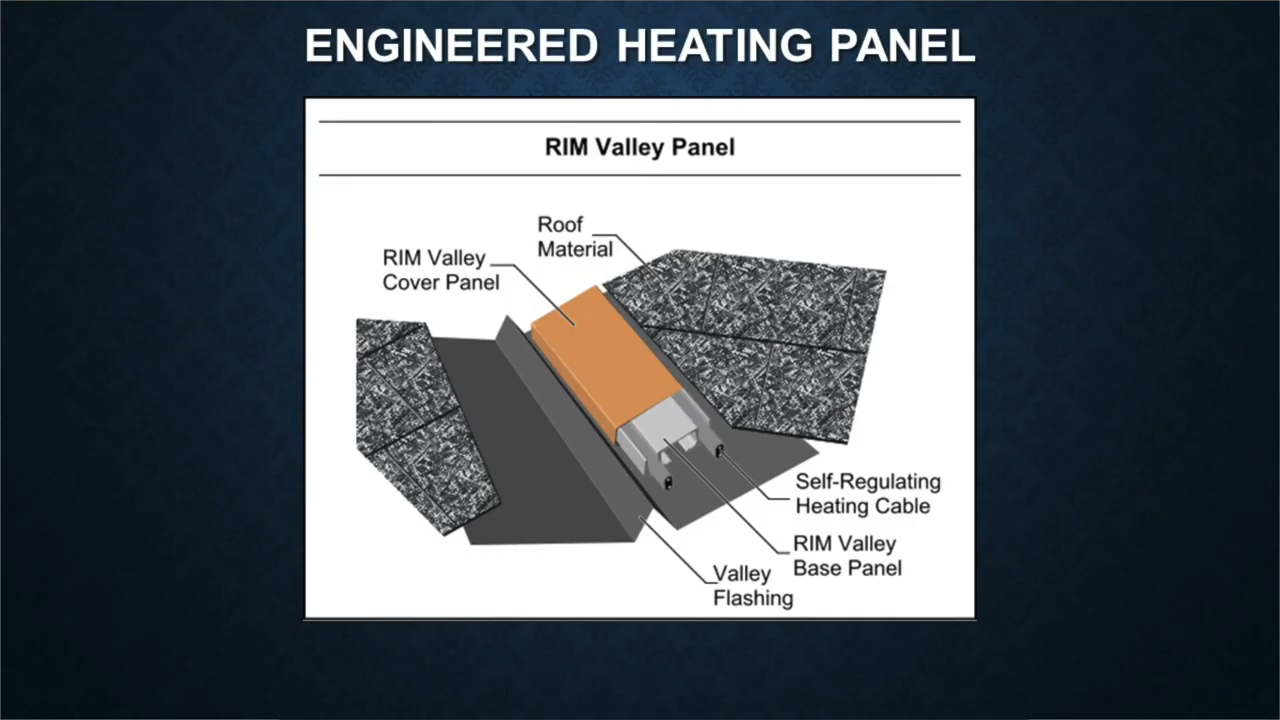 ENGINEERED HEATING PANEL
RIM Valley Panel
Roof
Material
RIM Valley
Cover Panel
Self-Regulating
Heating Cable
RIM Valley
Base Panel
Valley
Flashing